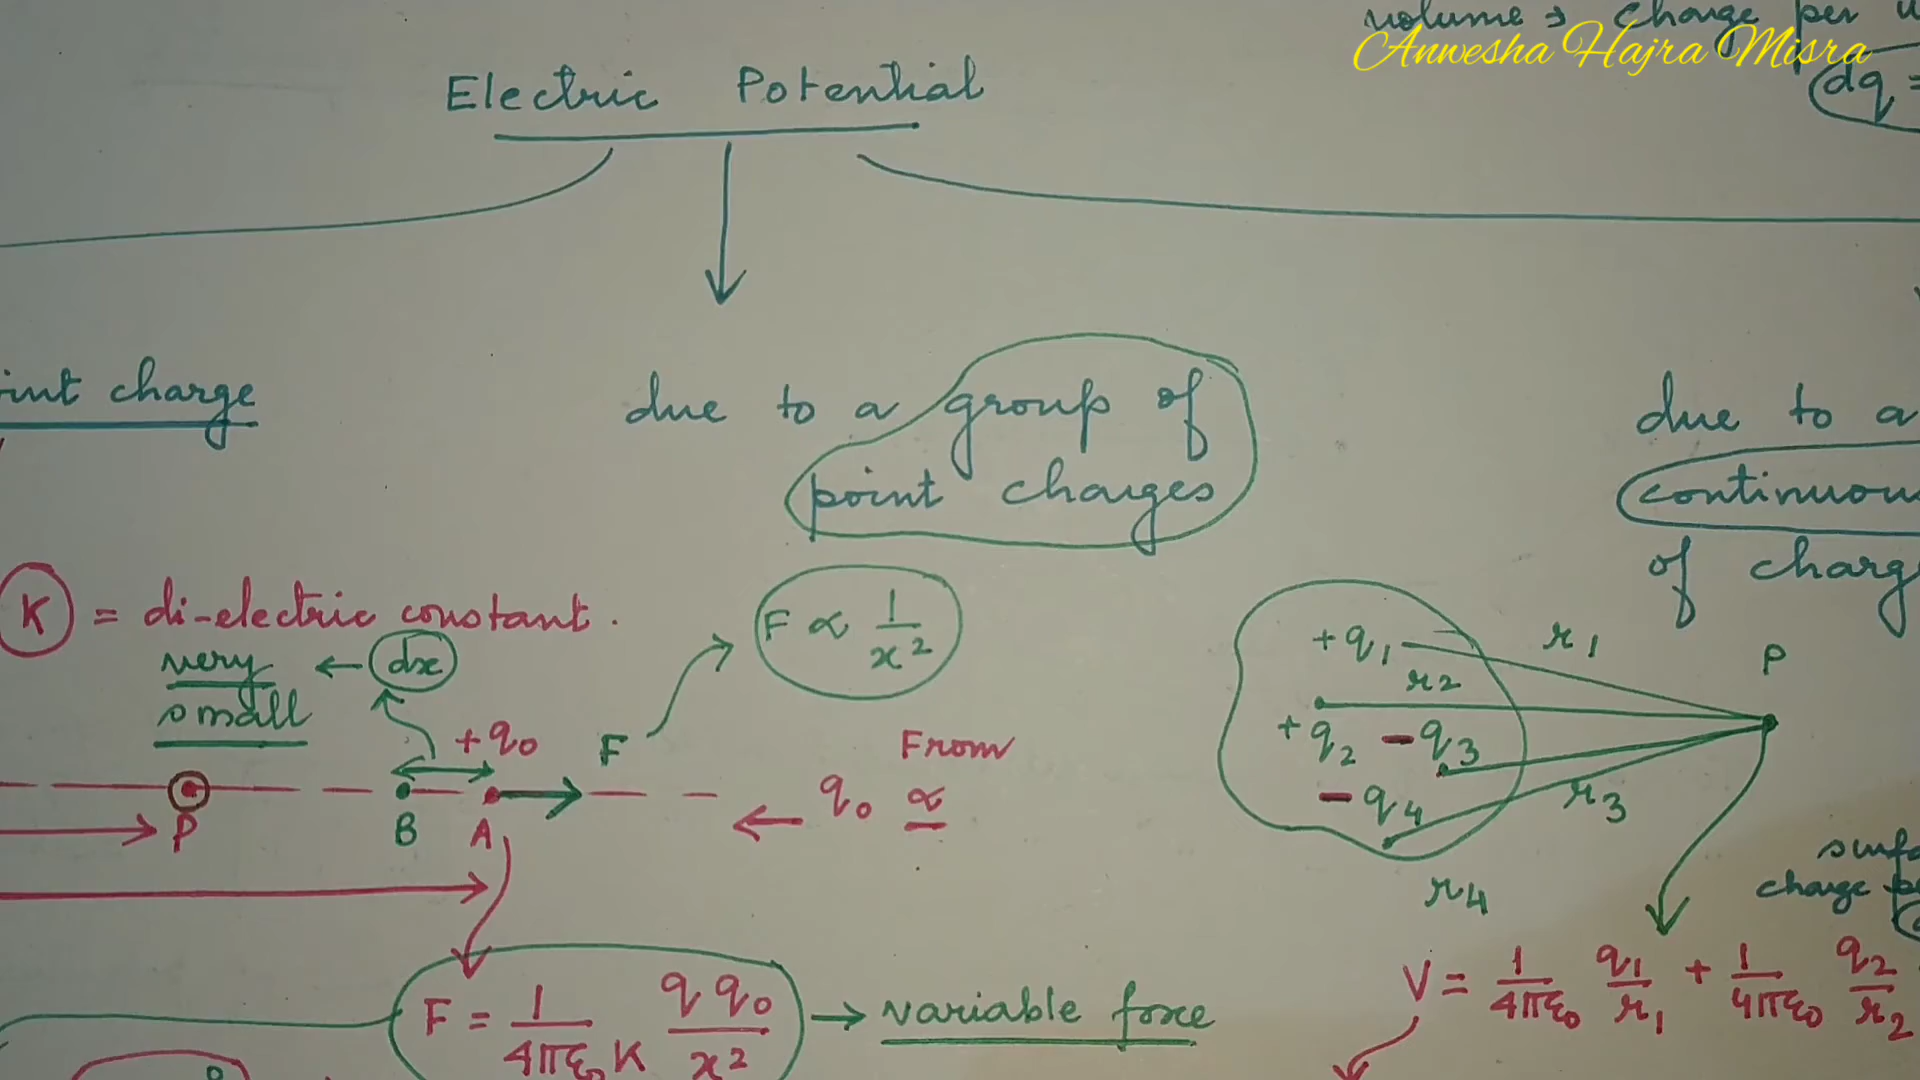 volume → charge per
Anwesha Hajra Misra
dq =
Electric Potential
int charge
due to a group of
point charges
due to a
continuous
of charg
K = di-electric constant.
very ← dx
small
F ∝ 1/x²
+q₀
F
From
← q₀ ∝
P
B
A
+q₁
r₁
P
r₂
+q₂
-q₃
-q₄
r₃
r₄
surfa
charge
F = 1/4πε₀K qq₀/x² → variable force
V = 1/4πε₀ q₁/r₁ + 1/4πε₀ q₂/r₂